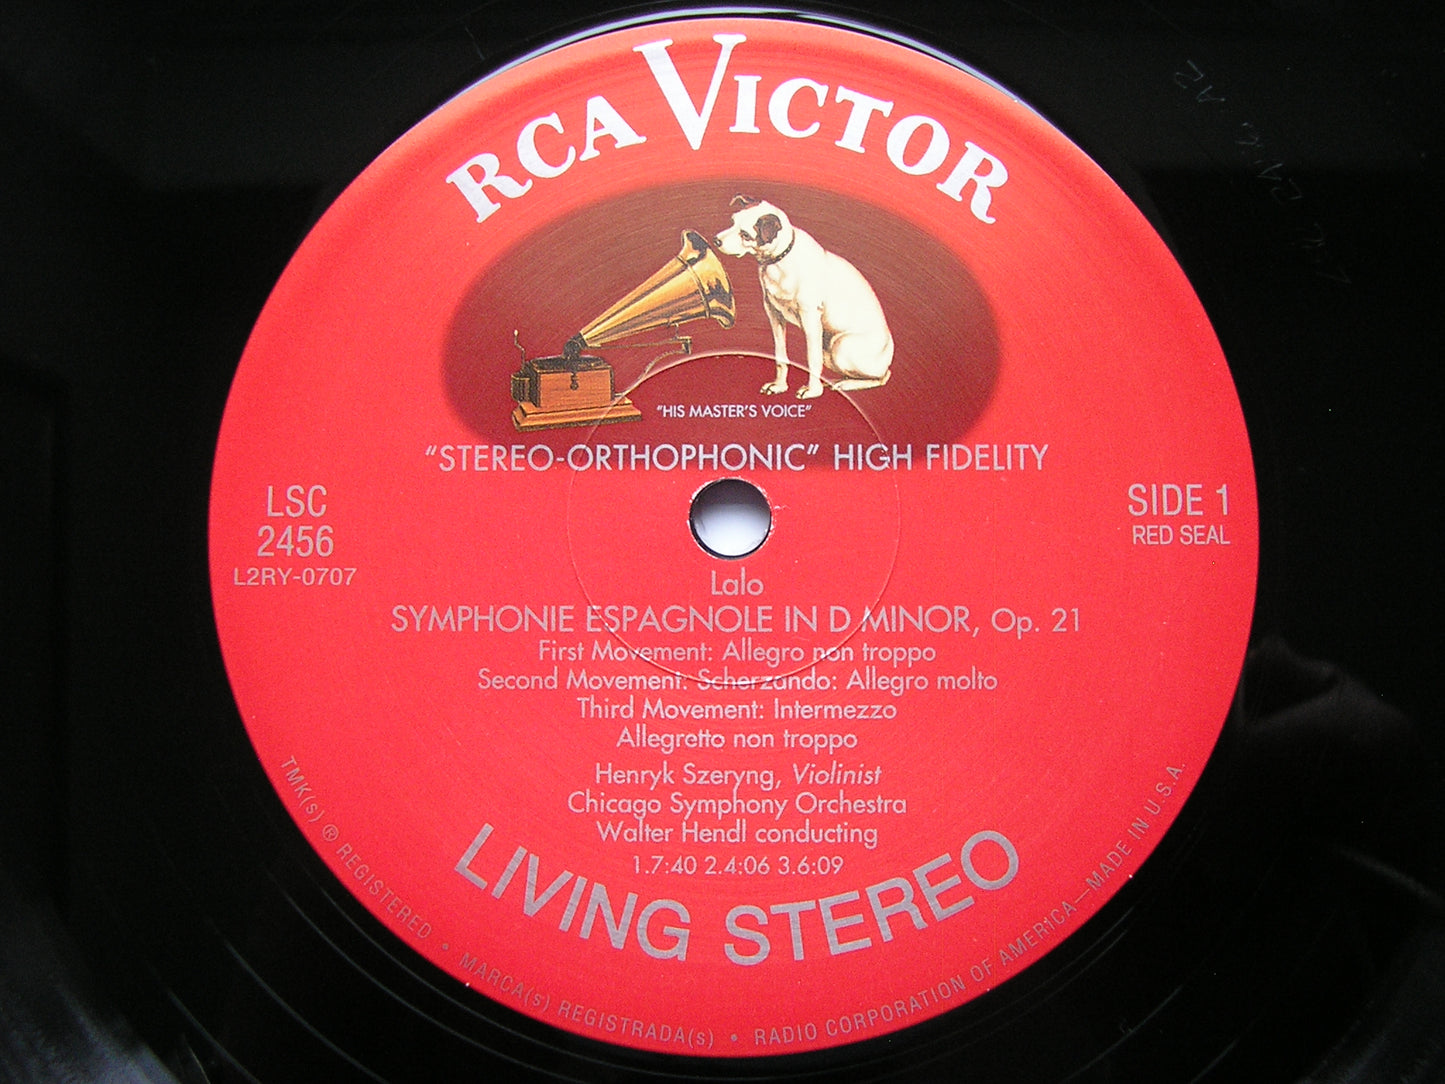 RCA VICTOR
"HIS MASTER'S VOICE"
"STEREO-ORTHOPHONIC" HIGH FIDELITY
LSC
2456
L2RY-0707
SIDE 1
RED SEAL
Lalo
SYMPHONIE ESPAGNOLE IN D MINOR, Op. 21
First Movement: Allegro non troppo
Second Movement: Scherzando: Allegro molto
Third Movement: Intermezzo
Allegretto non troppo
Henryk Szeryng, Violinist
Chicago Symphony Orchestra
Walter Hendl conducting
1.7:40 2.4:06 3.6:09
LIVING STEREO
TMK(s) ® REGISTERED • MARCA(s) REGISTRADA(s) • RADIO CORPORATION OF AMERICA—MADE IN U.S.A.